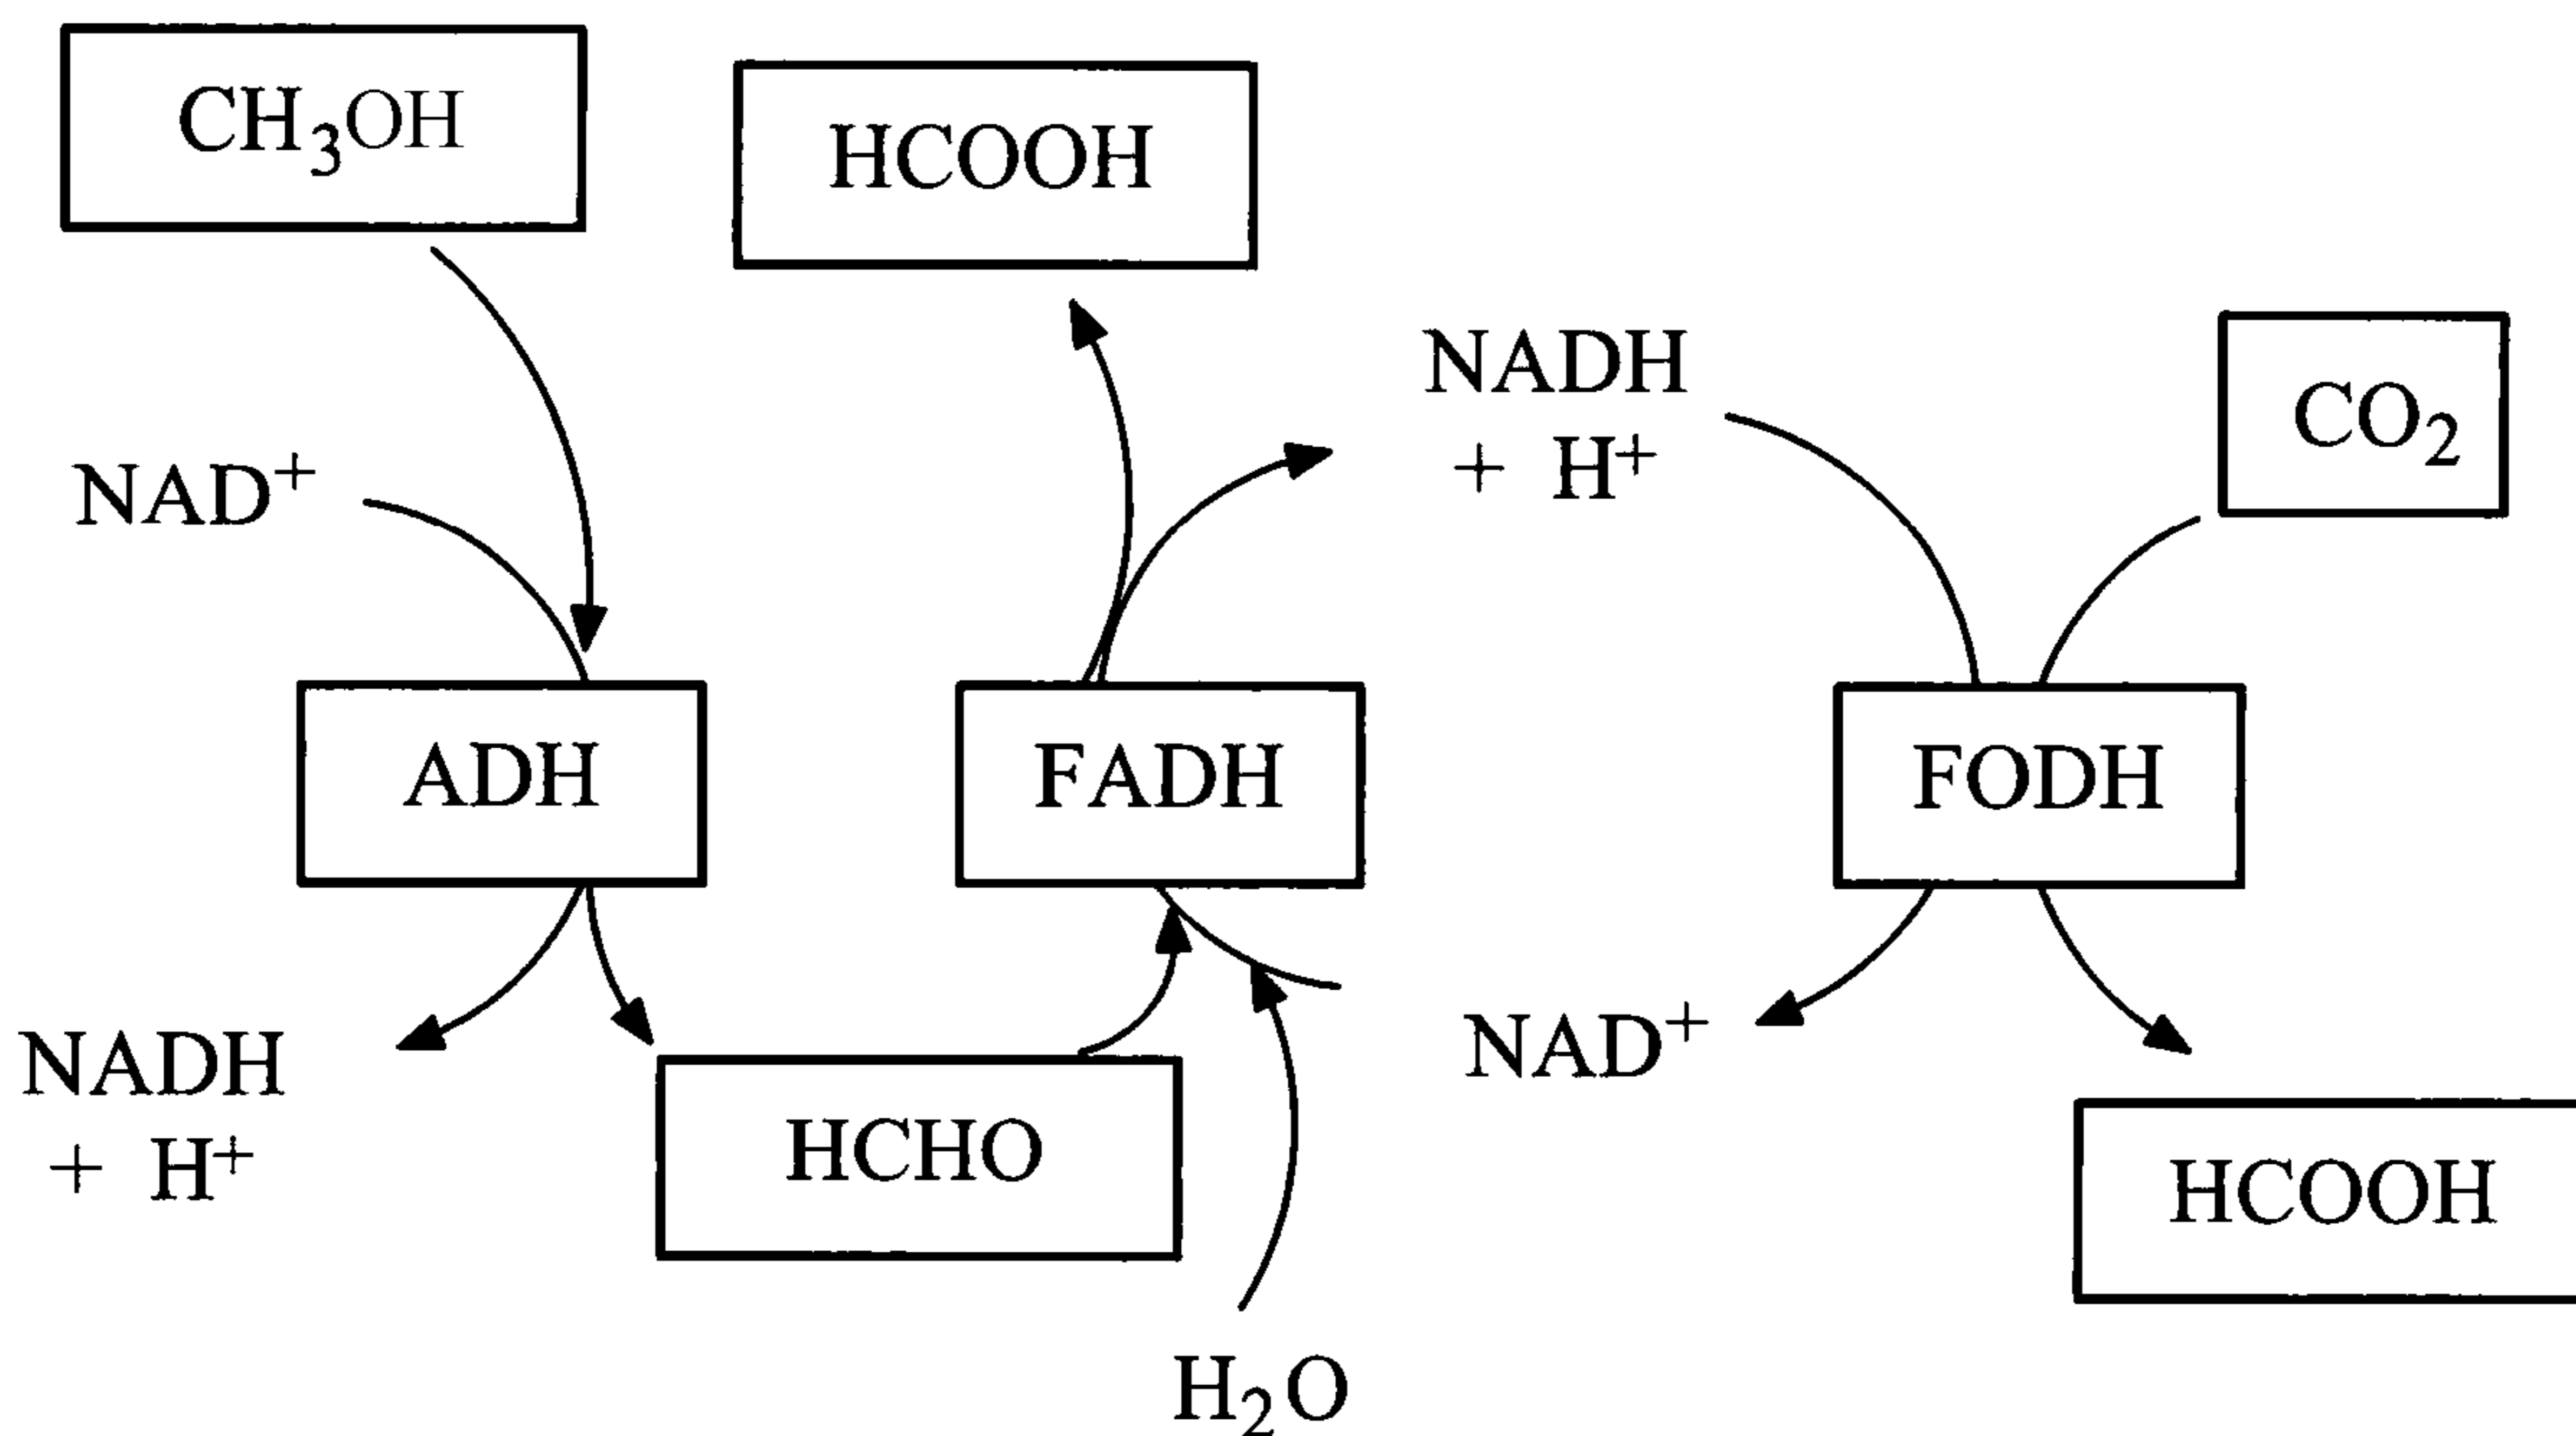 CH₃OH
HCOOH
NADH
+ H⁺
CO₂
NAD⁺
ADH
FADH
FODH
NADH
+ H⁺
HCHO
NAD⁺
HCOOH
H₂O